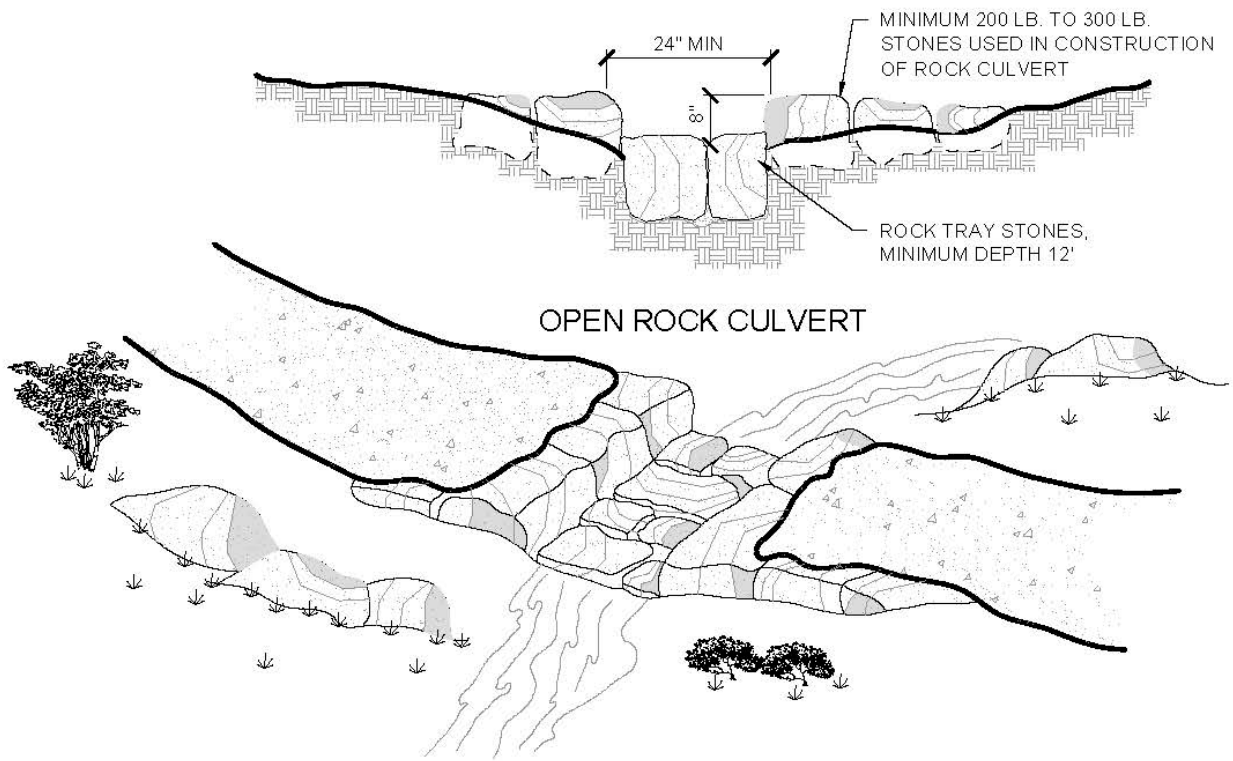 MINIMUM 200 LB. TO 300 LB.
STONES USED IN CONSTRUCTION
OF ROCK CULVERT
24" MIN
8"
ROCK TRAY STONES,
MINIMUM DEPTH 12'
OPEN ROCK CULVERT